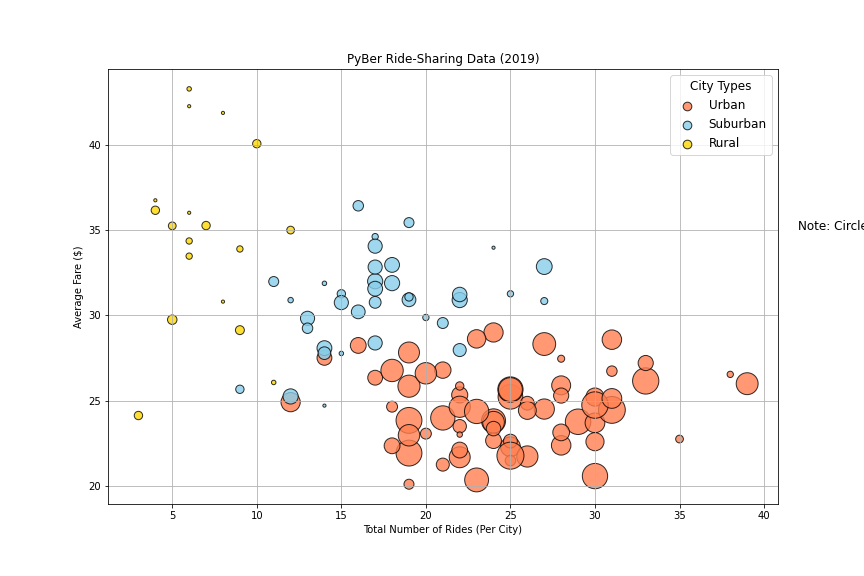 PyBer Ride-Sharing Data (2019)
City Types
Urban
Suburban
Rural
40
35
30
25
20
Average Fare ($)
Note: Circle
5 10 15 20 25 30 35 40
Total Number of Rides (Per City)